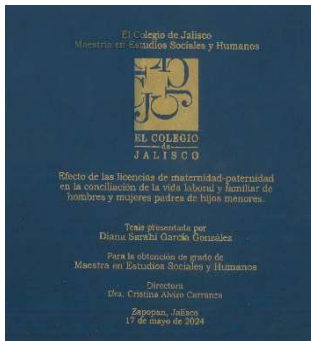 El Colegio de Jalisco
Maestría en Estudios Sociales y Humanos
EL COLEGIO
de
JALISCO
Efecto de las licencias de maternidad-paternidad
en la conciliación de la vida laboral y familiar de
hombres y mujeres padres de hijos menores.
Tesis presentada por
Diana Sarahi García González
Para la obtención de grado de
Maestra en Estudios Sociales y Humanos
Directora
Dra. Cristina Alvizo Carranza
Zapopan, Jalisco
17 de mayo de 2024